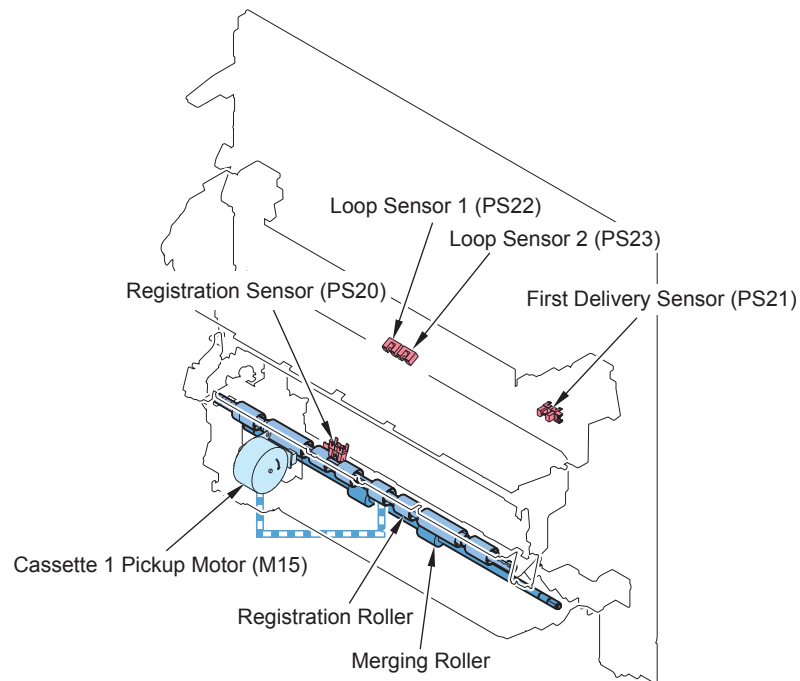 Loop Sensor 1 (PS22)
Loop Sensor 2 (PS23)
Registration Sensor (PS20)
First Delivery Sensor (PS21)
Cassette 1 Pickup Motor (M15)
Registration Roller
Merging Roller